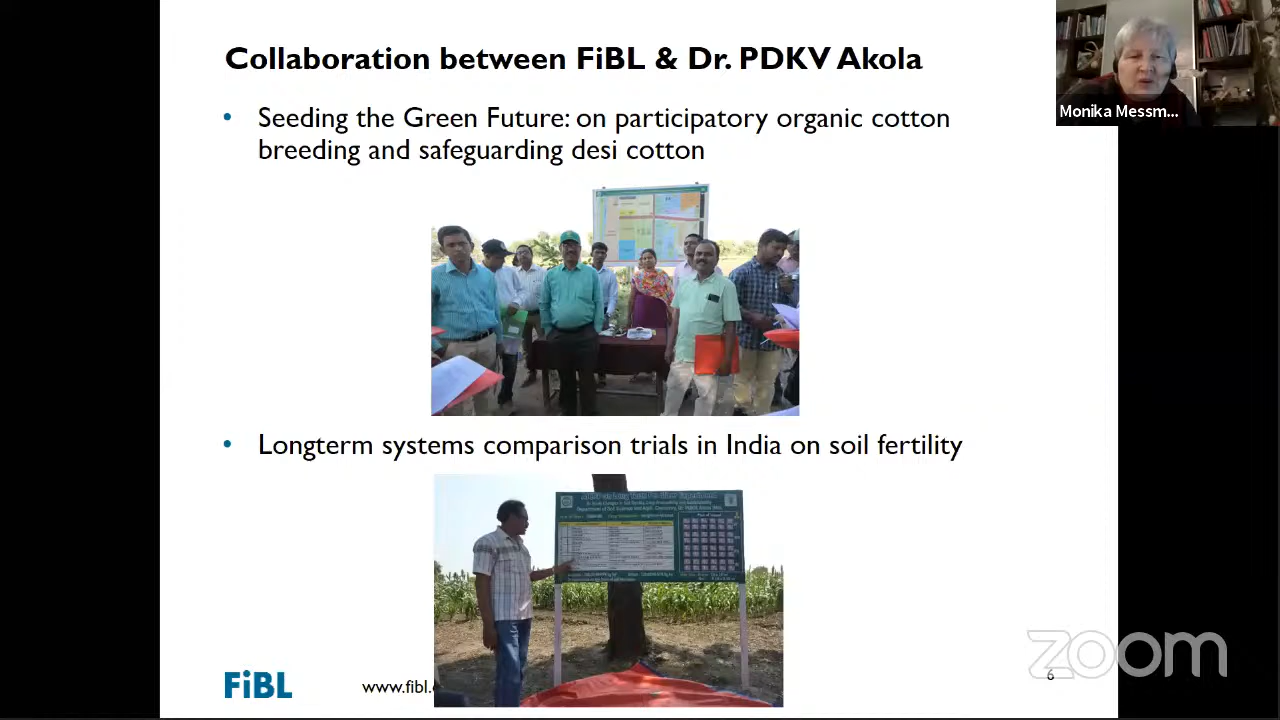 Collaboration between FiBL & Dr. PDKV Akola
Monika Messm...
• Seeding the Green Future: on participatory organic cotton
breeding and safeguarding desi cotton
• Longterm systems comparison trials in India on soil fertility
FiBL
www.fibl.
6
zoom